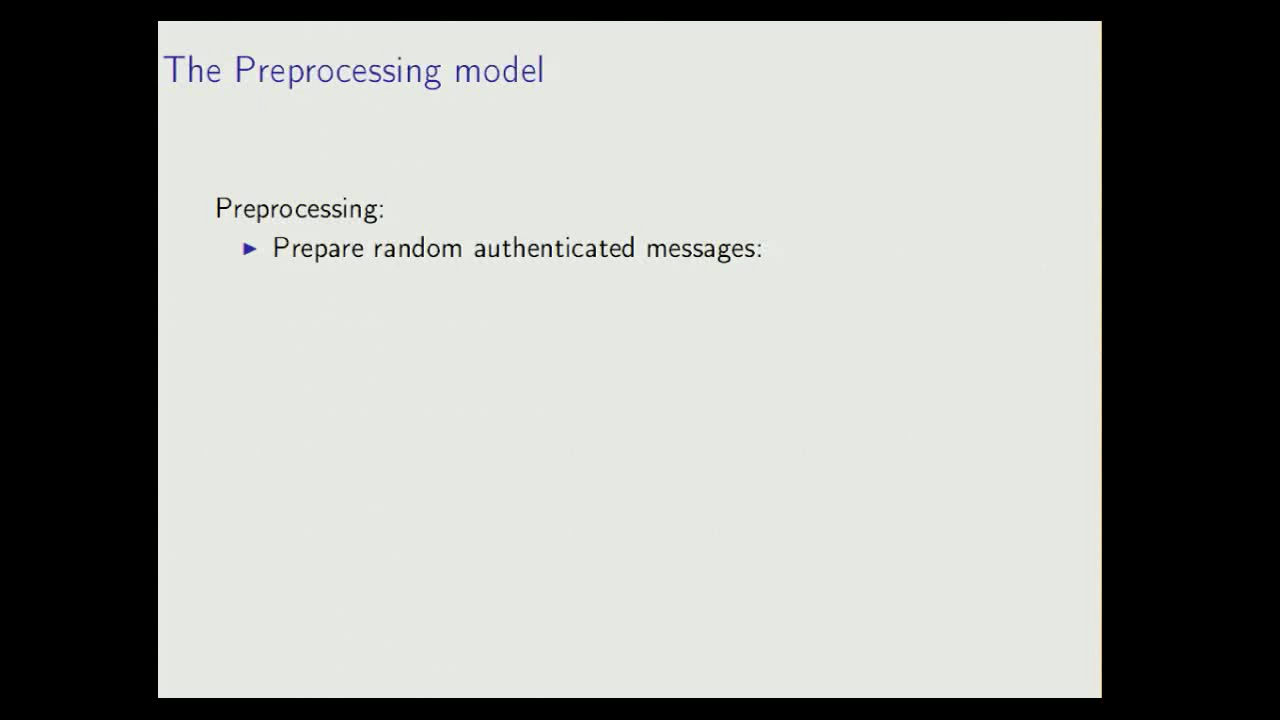 The Preprocessing model
Preprocessing:
▶ Prepare random authenticated messages: